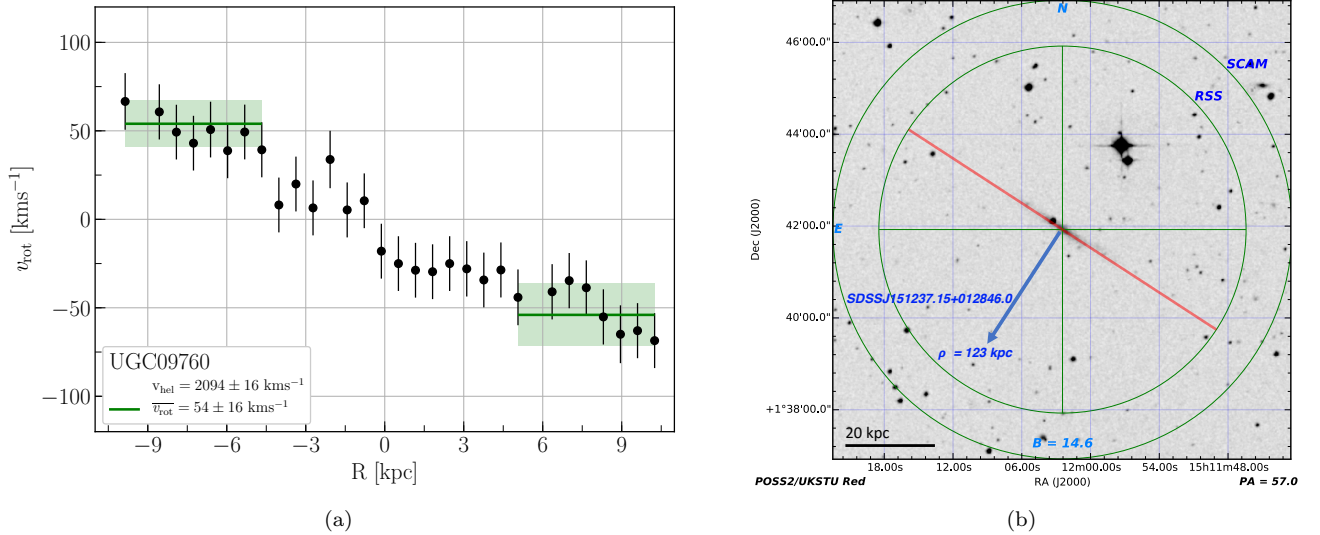 100
50
0
−50
−100
v_rot [kms⁻¹]
UGC09760
v_hel = 2094 ± 16 kms⁻¹
v̅_rot = 54 ± 16 kms⁻¹
−9 −6 −3 0 3 6 9
R [kpc]
(a)
N
46'00.0"
SCAM
RSS
44'00.0"
42'00.0"
E
Dec (J2000)
SDSSJ151237.15+012846.0
40'00.0"
ρ = 123 kpc
+1°38'00.0"
20 kpc
B = 14.6
18.00s 12.00s 06.00s 12m00.00s 54.00s 15h11m48.00s
POSS2/UKSTU Red RA (J2000) PA = 57.0
(b)